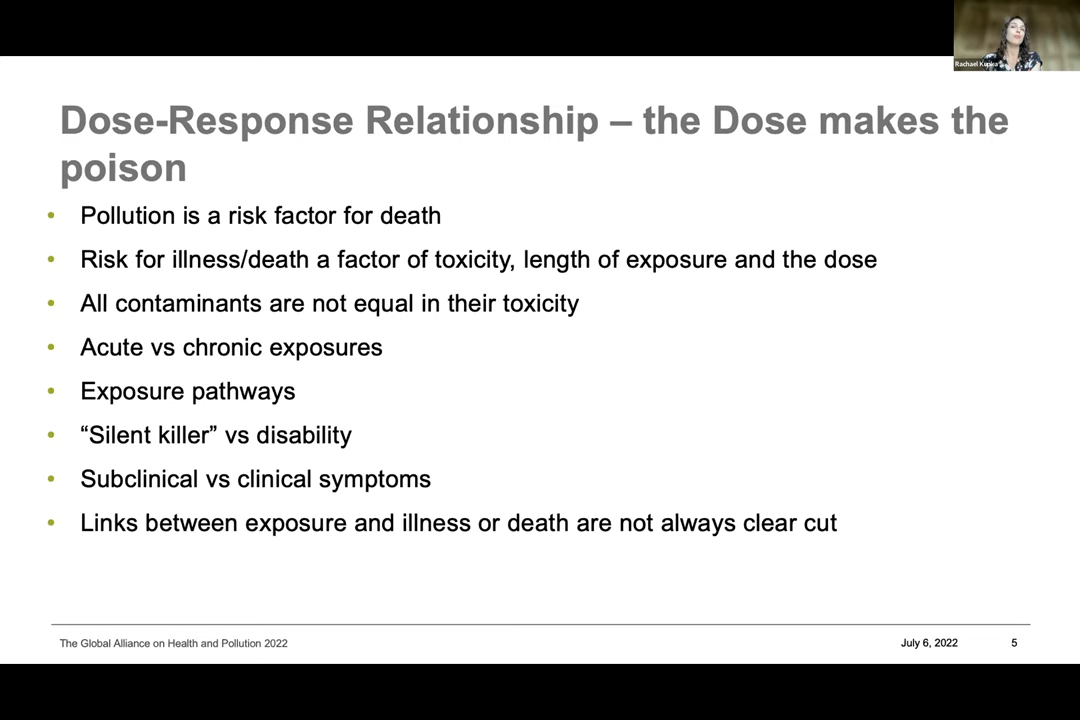 Rachael Kupka
Dose-Response Relationship – the Dose makes the
poison
• Pollution is a risk factor for death
• Risk for illness/death a factor of toxicity, length of exposure and the dose
• All contaminants are not equal in their toxicity
• Acute vs chronic exposures
• Exposure pathways
• “Silent killer” vs disability
• Subclinical vs clinical symptoms
• Links between exposure and illness or death are not always clear cut
The Global Alliance on Health and Pollution 2022
July 6, 2022
5